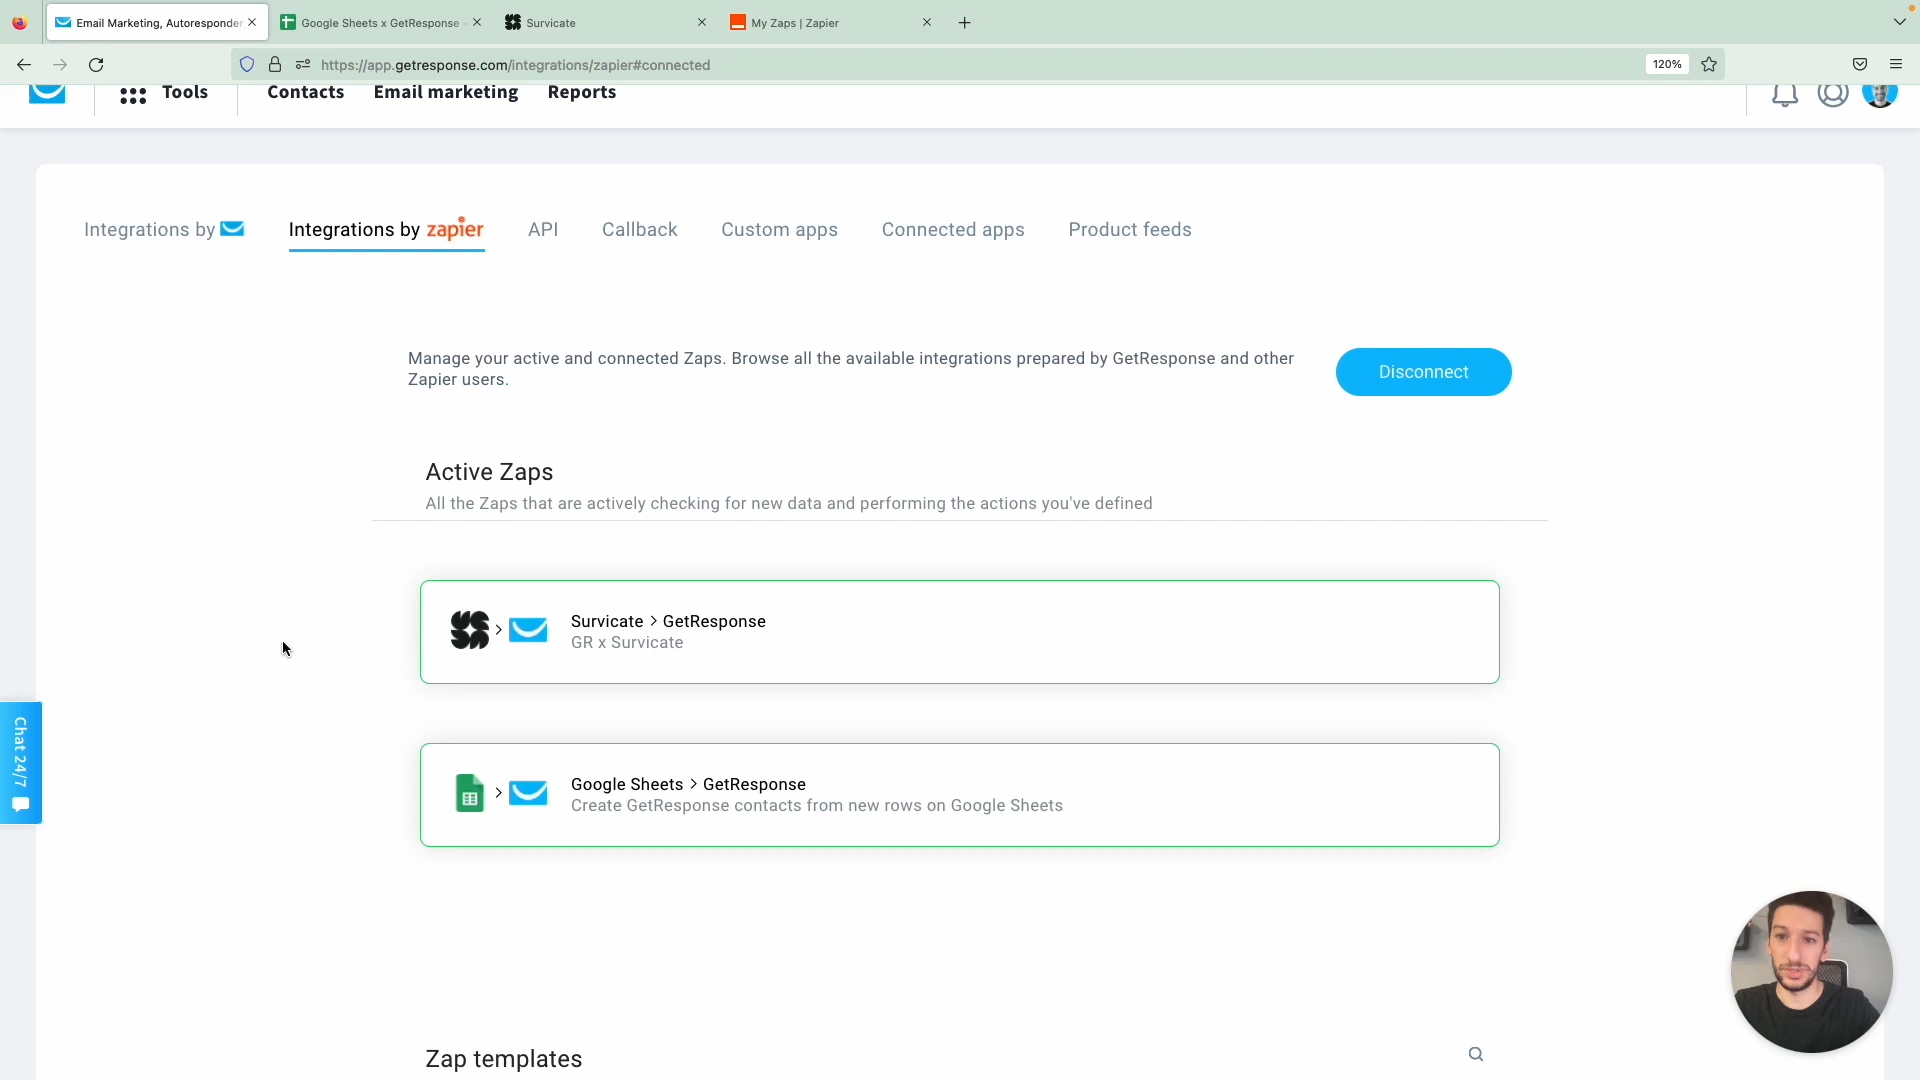 Email Marketing, Autoresponder
Google Sheets x GetResponse -
Survicate
My Zaps | Zapier
https://app.getresponse.com/integrations/zapier#connected
120%
Tools
Contacts
Email marketing
Reports
Integrations by
Integrations by zapier
API
Callback
Custom apps
Connected apps
Product feeds
Manage your active and connected Zaps. Browse all the available integrations prepared by GetResponse and other
Zapier users.
Disconnect
Active Zaps
All the Zaps that are actively checking for new data and performing the actions you've defined
Survicate > GetResponse
GR x Survicate
Chat 24/7
Google Sheets > GetResponse
Create GetResponse contacts from new rows on Google Sheets
Zap templates